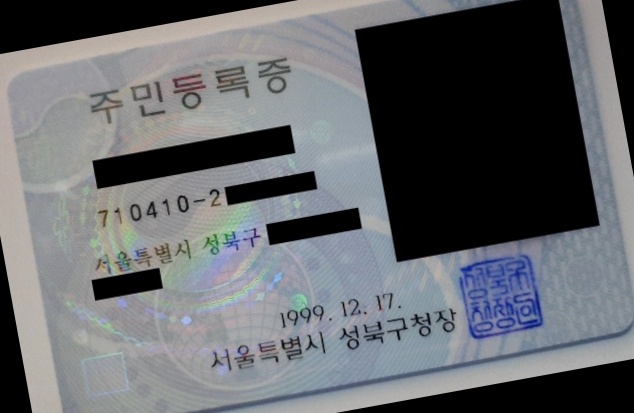 주민등록증
710410-2
서울특별시 성북구
1999. 12. 17.
서울특별시 성북구청장